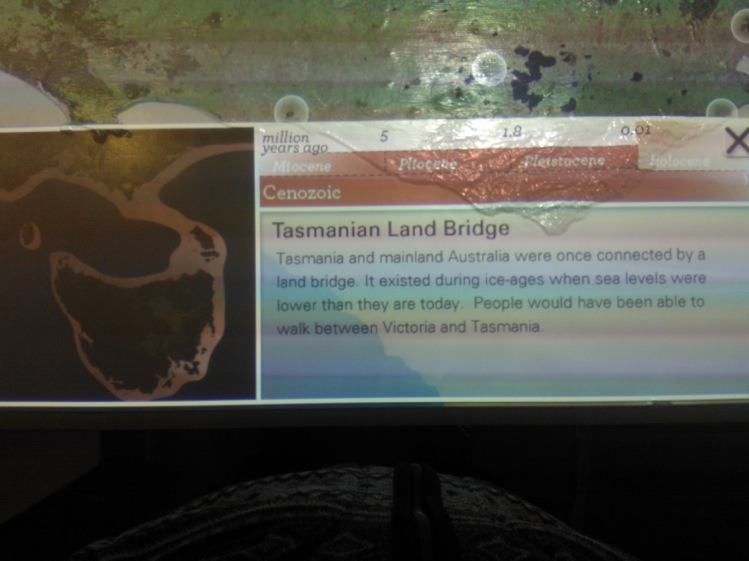 million 5 1.8 0.01
years ago
Miocene Pliocene Pleistocene Holocene
Cenozoic
Tasmanian Land Bridge
Tasmania and mainland Australia were once connected by a
land bridge. It existed during ice-ages when sea levels were
lower than they are today. People would have been able to
walk between Victoria and Tasmania.